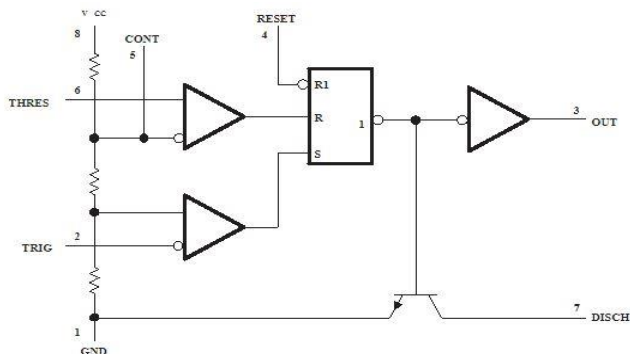 V CC
8
CONT
5
RESET
4
6
THRES
R1
R
1
S
3
OUT
2
TRIG
7
DISCH
1
GND